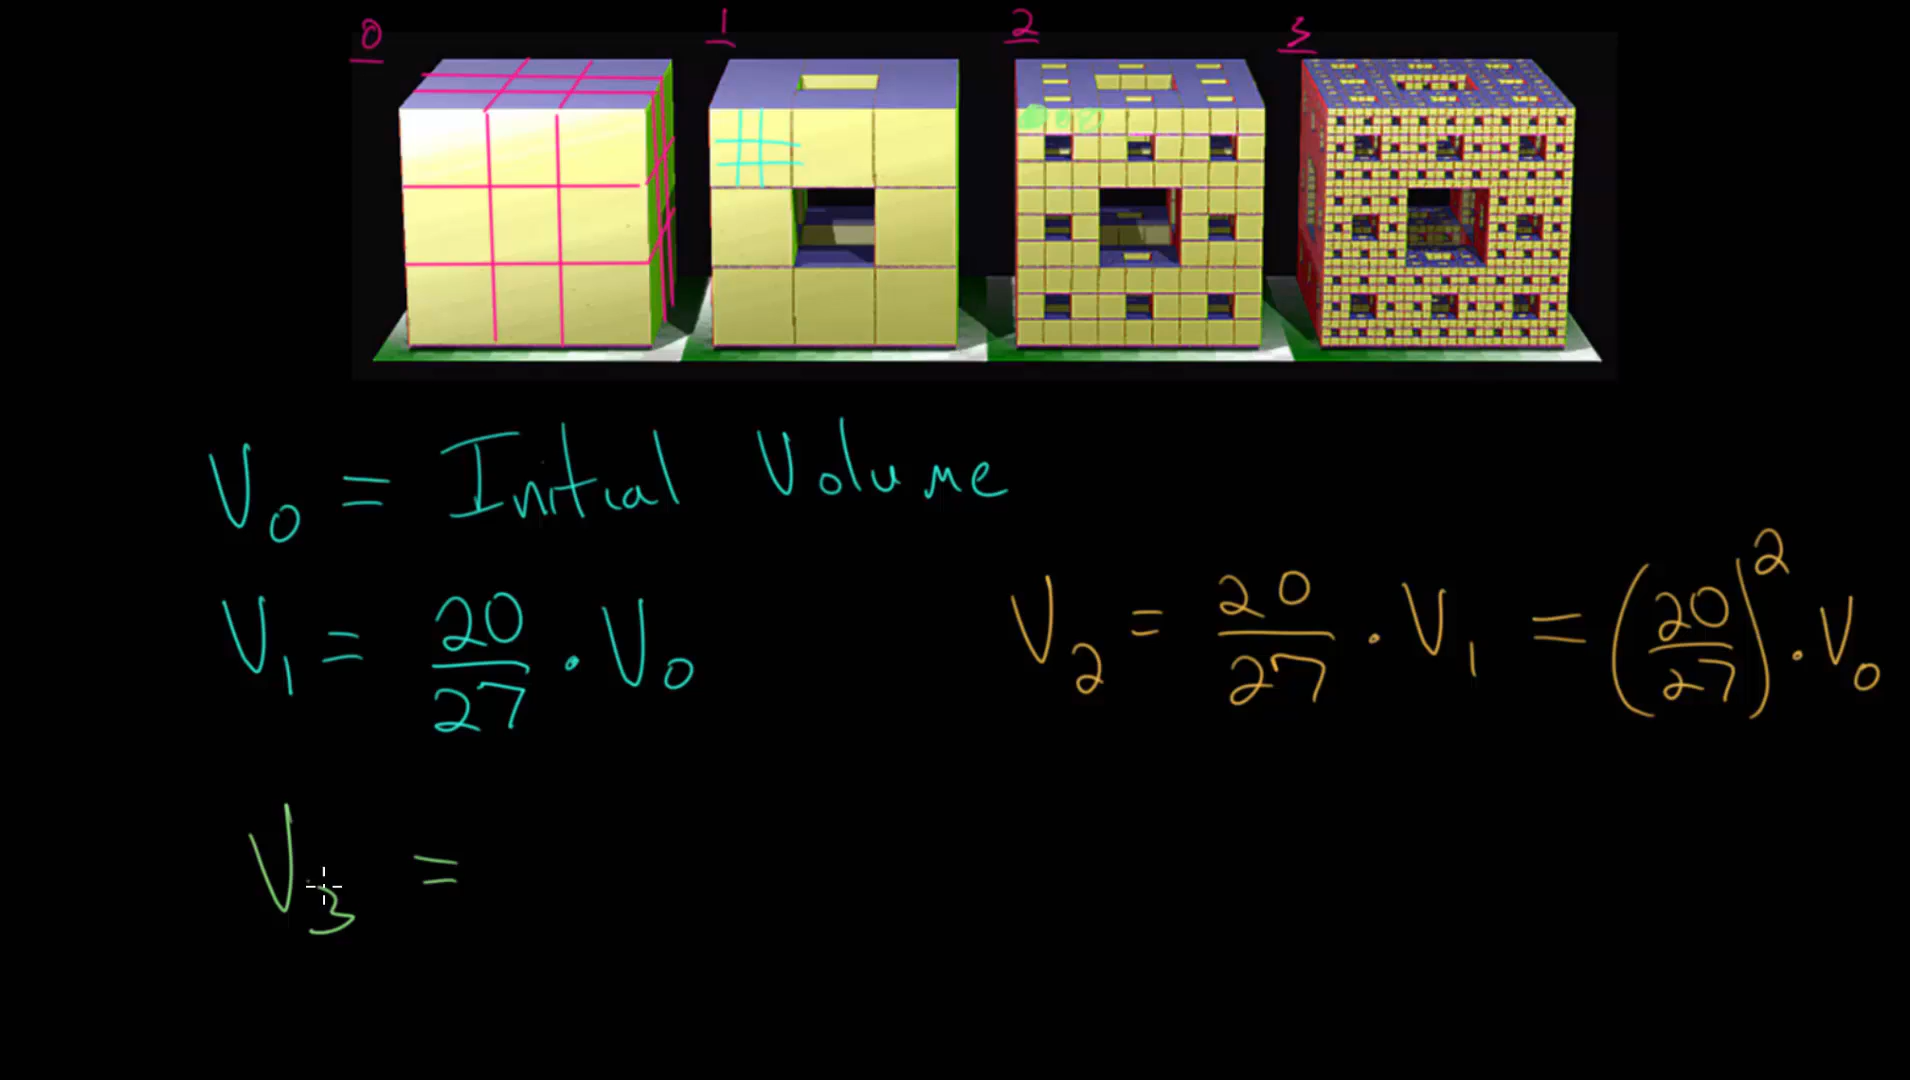 0 1 2 3
V₀ = Initial Volume
V₁ = 20/27 · V₀
V₂ = 20/27 · V₁ = (20/27)² · V₀
V₃ =